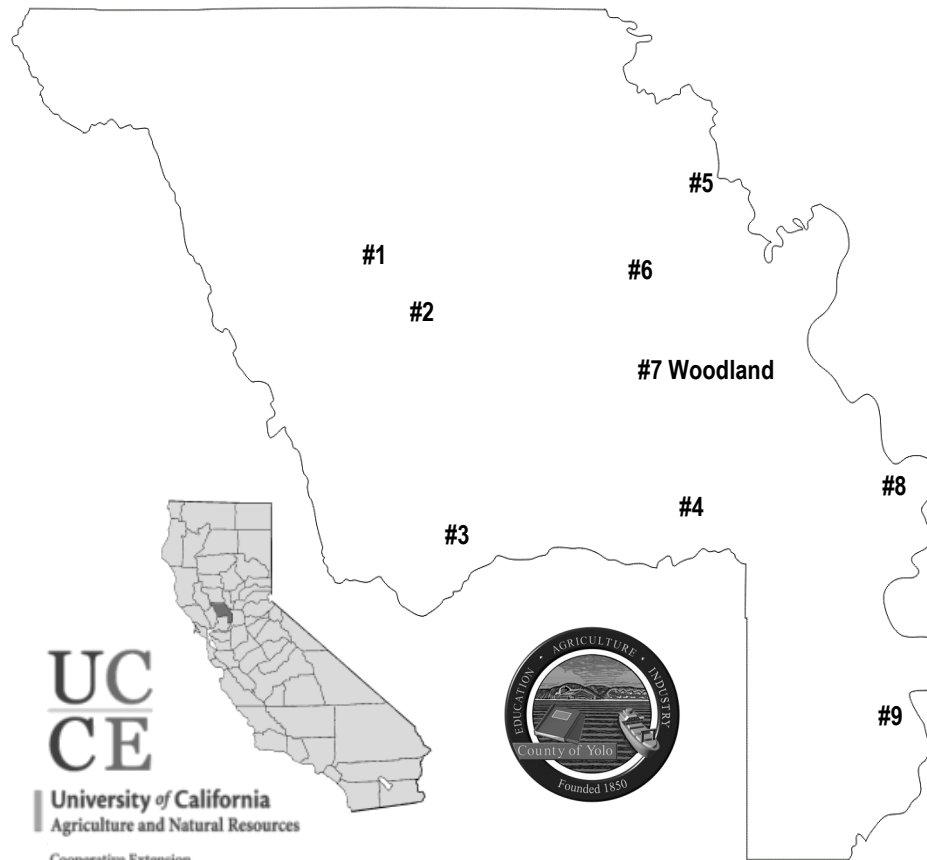 #5
#1
#6
#2
#7 Woodland
#8
#4
#3
EDUCATION • AGRICULTURE • INDUSTRY
County of Yolo
Founded 1850
#9
UC
CE
University of California
Agriculture and Natural Resources
Cooperative Extension